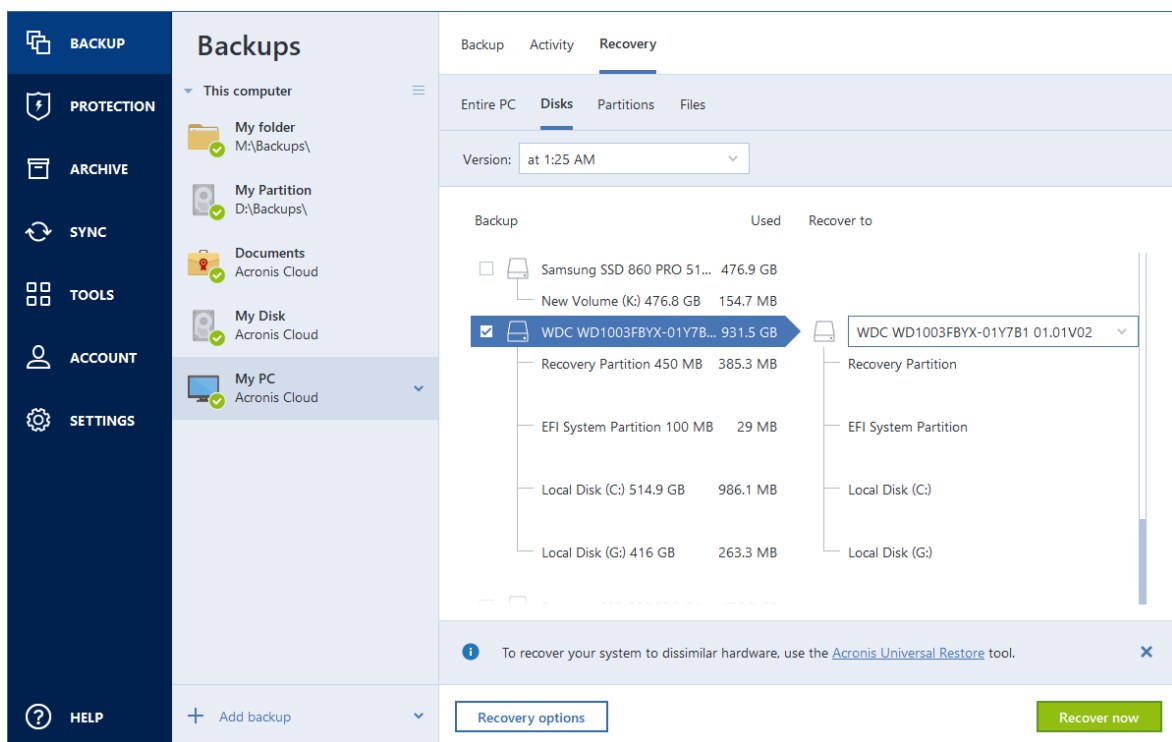 BACKUP
PROTECTION
ARCHIVE
SYNC
TOOLS
ACCOUNT
SETTINGS
HELP
Backups
This computer
My folder
M:\Backups\
My Partition
D:\Backups\
Documents
Acronis Cloud
My Disk
Acronis Cloud
My PC
Acronis Cloud
Add backup
Backup Activity Recovery
Entire PC Disks Partitions Files
Version: at 1:25 AM
Backup Used Recover to
Samsung SSD 860 PRO 51... 476.9 GB
New Volume (K:) 476.8 GB 154.7 MB
WDC WD1003FBYX-01Y7B... 931.5 GB WDC WD1003FBYX-01Y7B1 01.01V02
Recovery Partition 450 MB 385.3 MB Recovery Partition
EFI System Partition 100 MB 29 MB EFI System Partition
Local Disk (C:) 514.9 GB 986.1 MB Local Disk (C:)
Local Disk (G:) 416 GB 263.3 MB Local Disk (G:)
To recover your system to dissimilar hardware, use the Acronis Universal Restore tool.
Recovery options Recover now